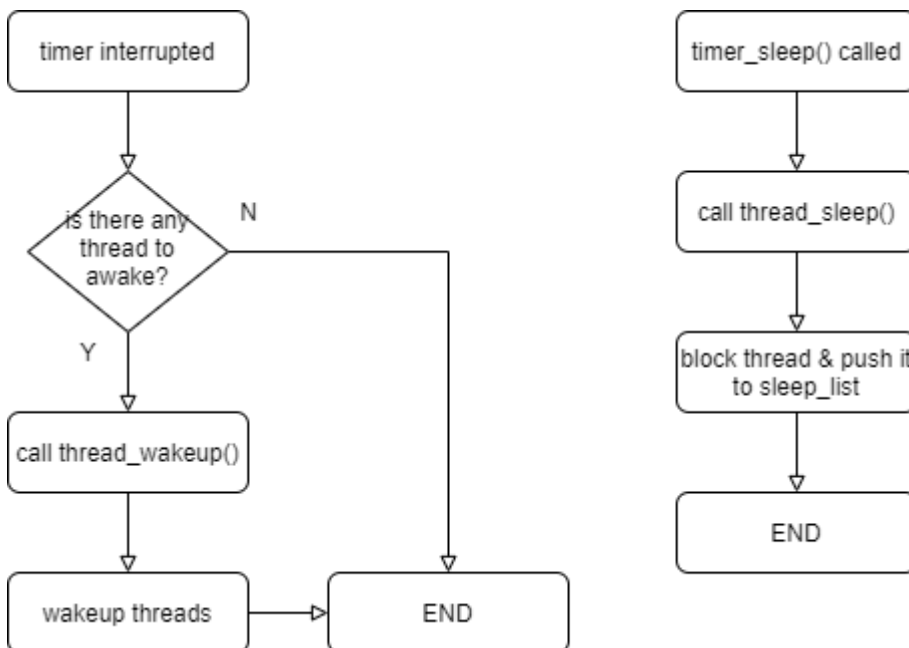 timer interrupted
is there any
thread to
awake?
N
Y
call thread_wakeup()
wakeup threads
END
timer_sleep() called
call thread_sleep()
block thread & push it
to sleep_list
END